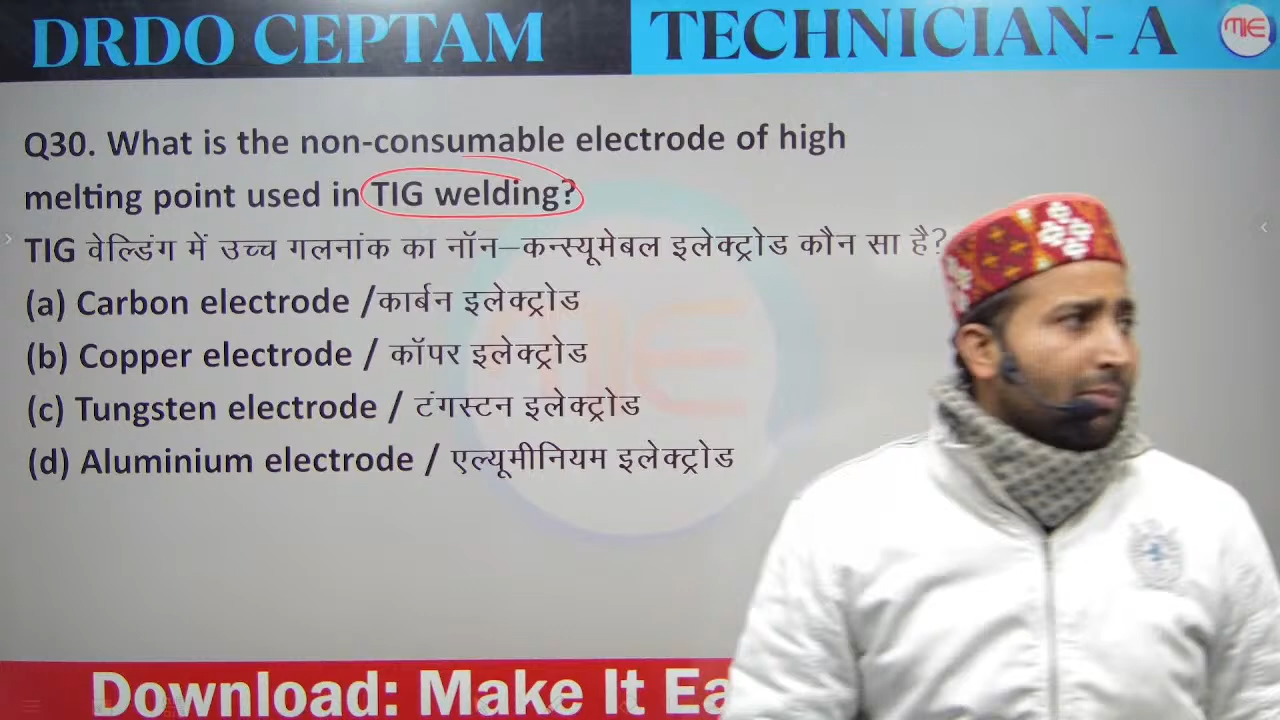 DRDO CEPTAM TECHNICIAN- A
MIE
Q30. What is the non-consumable electrode of high
melting point used in TIG welding?
TIG वेल्डिंग में उच्च गलनांक का नॉन–कन्स्यूमेबल इलेक्ट्रोड कौन सा है?
(a) Carbon electrode /कार्बन इलेक्ट्रोड
(b) Copper electrode / कॉपर इलेक्ट्रोड
(c) Tungsten electrode / टंगस्टन इलेक्ट्रोड
(d) Aluminium electrode / एल्यूमीनियम इलेक्ट्रोड
MIE
Download: Make It Ea